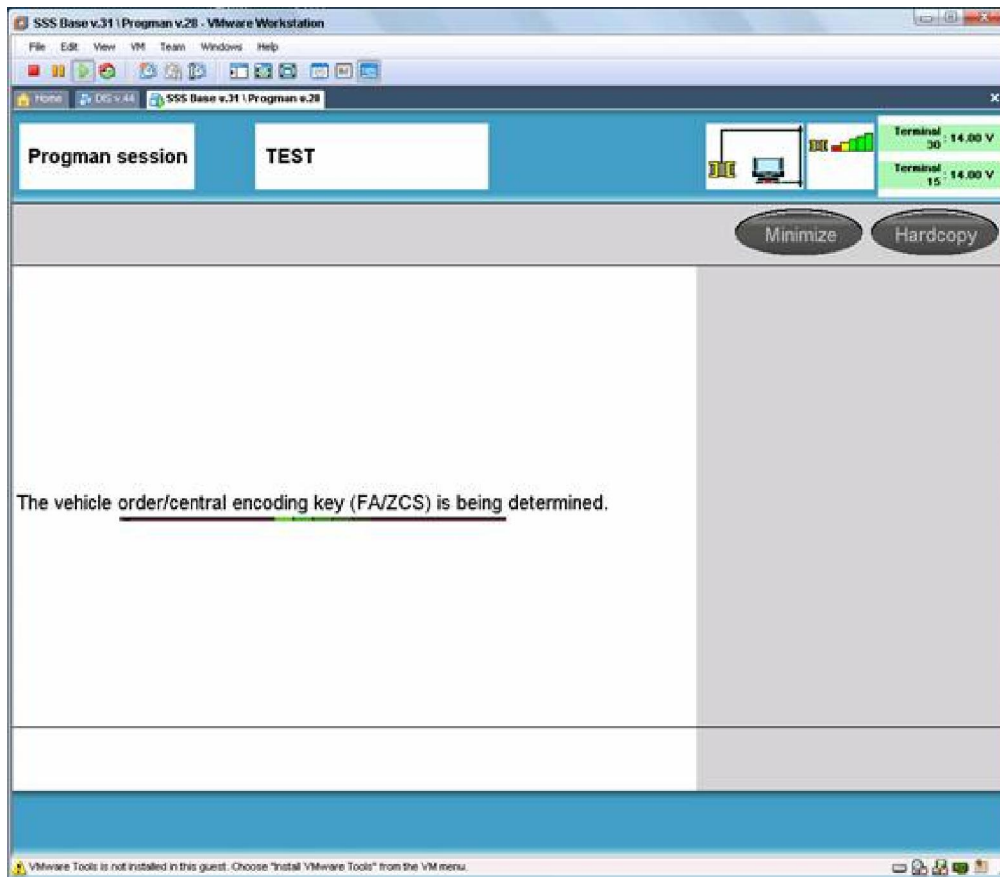 SSS Base v.31 \ Progman v.28 - VMware Workstation
File Edit View VM Team Windows Help
Home DIS v.44 SSS Base v.31 \ Progman v.28
Progman session
TEST
Terminal 30 : 14.00 V
Terminal 15 : 14.00 V
Minimize
Hardcopy
The vehicle order/central encoding key (FA/ZCS) is being determined.
VMware Tools is not installed in this guest. Choose "Install VMware Tools" from the VM menu.